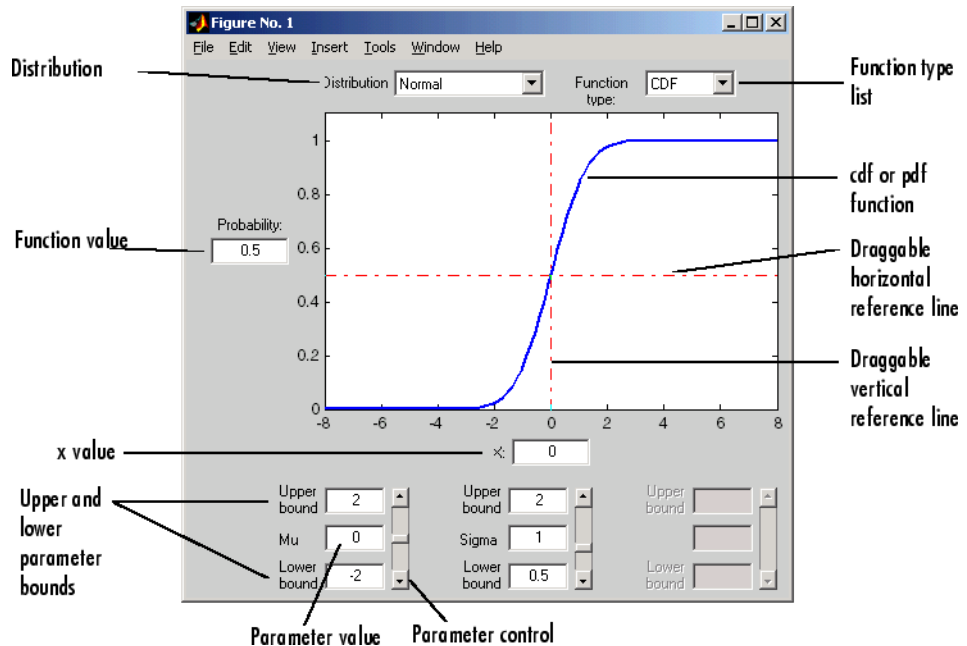 Figure No. 1
File Edit View Insert Tools Window Help
Distribution
Distribution Normal
Function type: CDF
Function type
list
1
0.8
0.6
0.4
0.2
0
-8 -6 -4 -2 0 2 4 6 8
Probability:
0.5
Function value
cdf or pdf
function
Draggable
horizontal
reference line
Draggable
vertical
reference line
x value
X: 0
Upper and
lower
parameter
bounds
Upper bound 2
Mu 0
Lower bound -2
Upper bound 2
Sigma 1
Lower bound 0.5
Upper bound
Lower bound
Parameter value
Parameter control